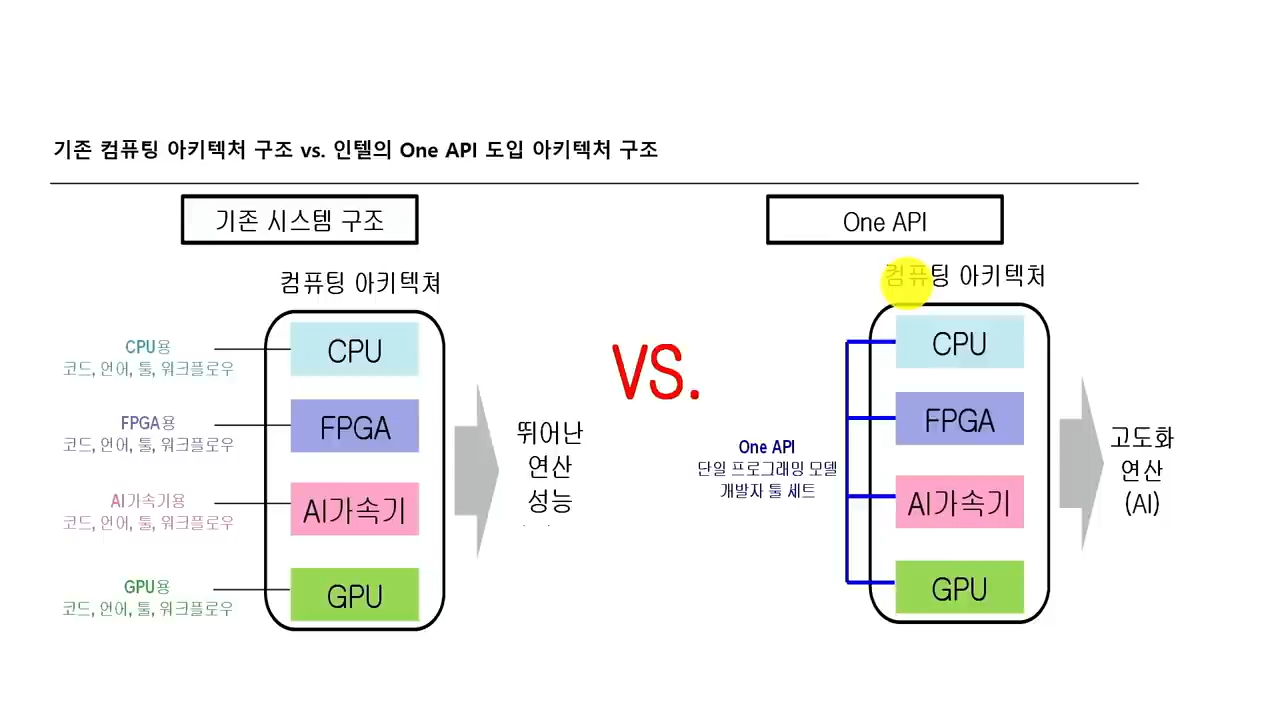 기존 컴퓨팅 아키텍처 구조 vs. 인텔의 One API 도입 아키텍처 구조
기존 시스템 구조
컴퓨팅 아키텍쳐
CPU용
코드, 언어, 툴, 워크플로우
CPU
FPGA용
코드, 언어, 툴, 워크플로우
FPGA
AI가속기용
코드, 언어, 툴, 워크플로우
AI가속기
GPU용
코드, 언어, 툴, 워크플로우
GPU
뛰어난
연산
성능
VS.
One API
컴퓨팅 아키텍처
One API
단일 프로그래밍 모델
개발자 툴 세트
CPU
FPGA
AI가속기
GPU
고도화
연산
(AI)